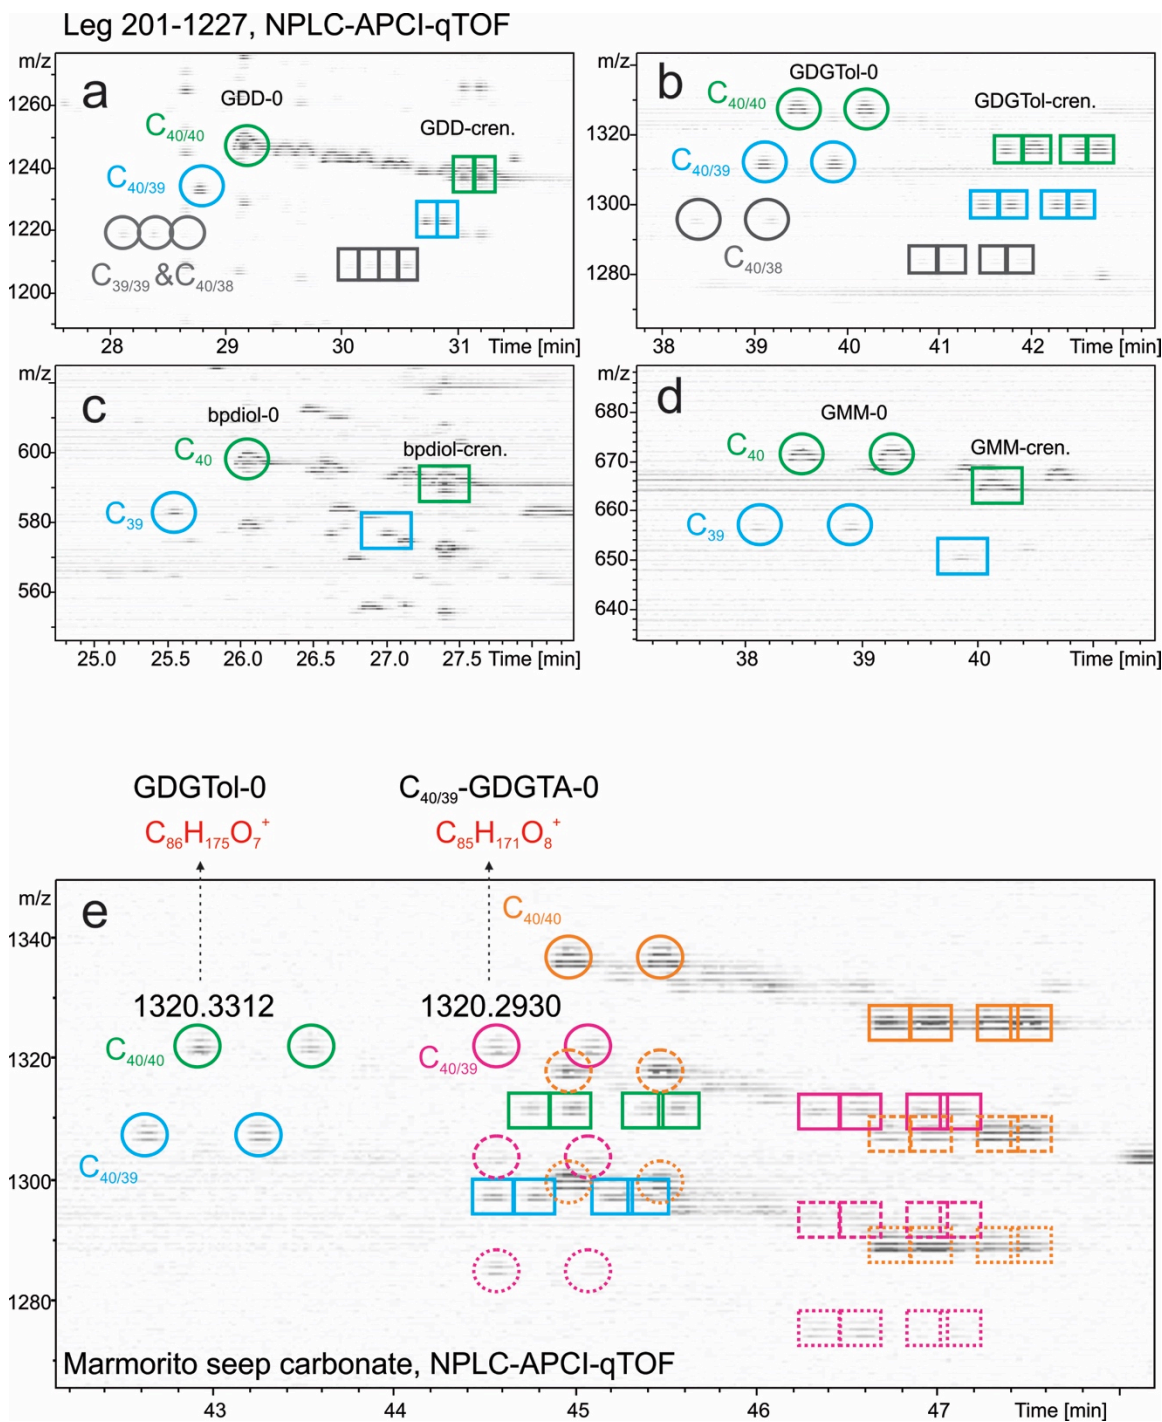 Leg 201-1227, NPLC-APCI-qTOF
m/z
a
GDD-0
C40/40
GDD-cren.
C40/39
C39/39 &C40/38
1260
1240
1220
1200
28 29 30 31 Time [min]
m/z
b
GDGTol-0
C40/40
GDGTol-cren.
C40/39
C40/38
1320
1300
1280
38 39 40 41 42 Time [min]
m/z
c
bpdiol-0
C40
bpdiol-cren.
C39
600
580
560
25.0 25.5 26.0 26.5 27.0 27.5 Time [min]
m/z
d
GMM-0
C40
GMM-cren.
C39
680
670
660
650
640
38 39 40 Time [min]
GDGTol-0 C40/39-GDGTA-0
C86H175O7+ C85H171O8+
m/z
e
C40/40
1340
1320.3312 1320.2930
C40/40 C40/39
1320
C40/39
1300
1280
Marmorito seep carbonate, NPLC-APCI-qTOF
43 44 45 46 47 Time [min]